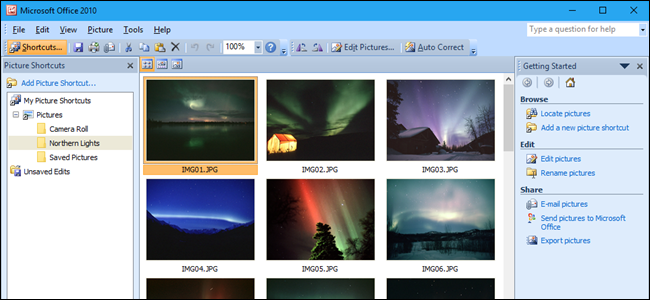 Microsoft Office 2010
File Edit View Picture Tools Help
Type a question for help
Shortcuts... 100% Edit Pictures... Auto Correct
Picture Shortcuts
Add Picture Shortcut...
My Picture Shortcuts
Pictures
Camera Roll
Northern Lights
Saved Pictures
Unsaved Edits
IMG01.JPG IMG02.JPG IMG03.JPG
IMG04.JPG IMG05.JPG IMG06.JPG
Getting Started
Browse
Locate pictures
Add a new picture shortcut
Edit
Edit pictures
Rename pictures
Share
E-mail pictures
Send pictures to Microsoft
Office
Export pictures